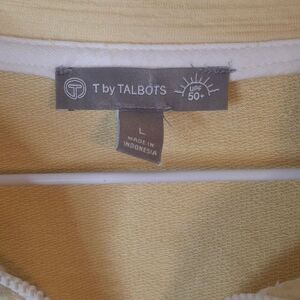 T T by TALBOTS UPF
50+
L
MADE IN
INDONESIA